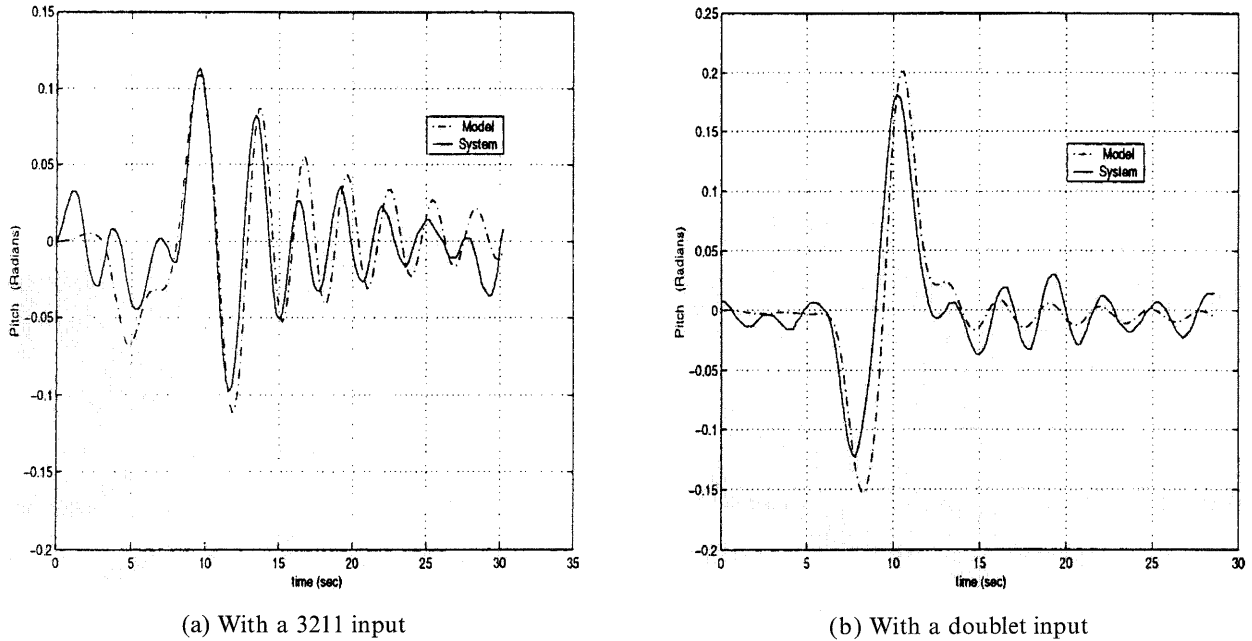 0.15
0.1
0.05
0
−0.05
−0.1
−0.15
−0.2
Pitch (Radians)
0 5 10 15 20 25 30 35
time (sec)
Model
System
(a) With a 3211 input
0.25
0.2
0.15
0.1
0.05
0
−0.05
−0.1
−0.15
−0.2
Pitch (Radians)
0 5 10 15 20 25 30
time (sec)
Model
System
(b) With a doublet input